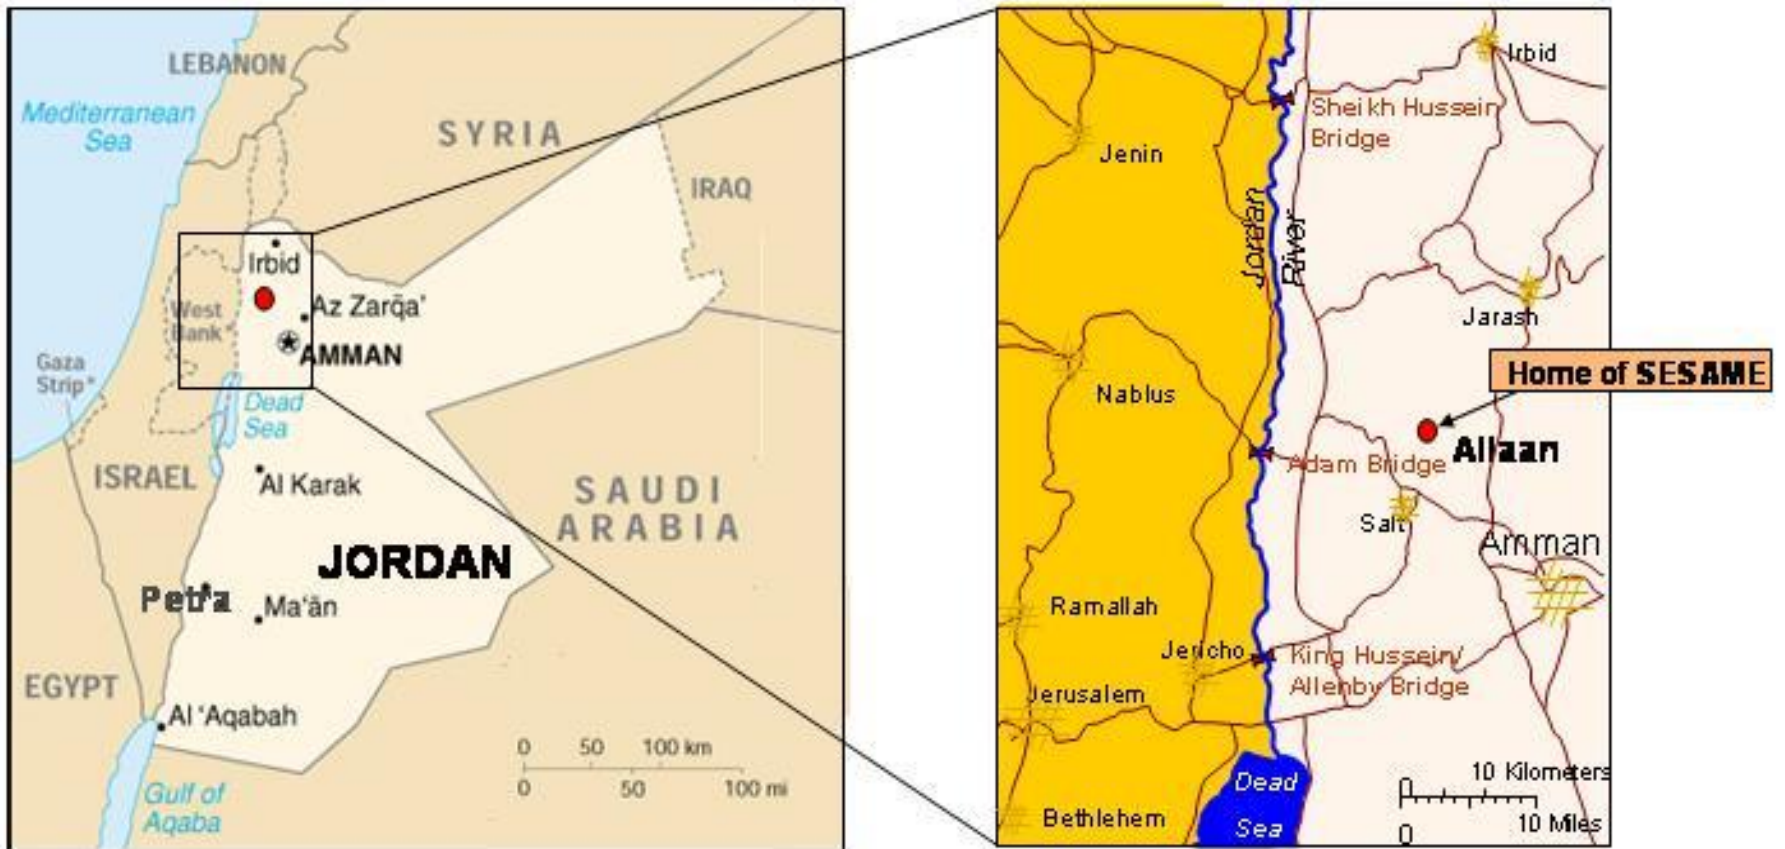 LEBANON
Mediterranean
Sea
SYRIA
IRAQ
Irbid
West
Bank*
Az Zarqa'
AMMAN
Gaza
Strip*
Dead
Sea
ISRAEL
Al Karak
SAUDI
ARABIA
JORDAN
Petra
Ma'ān
EGYPT
Al 'Aqabah
Gulf of
Aqaba
0 50 100 km
0 50 100 mi
Irbid
Sheikh Hussein
Bridge
Jenin
Jordan
River
Jarash
Home of SESAME
Nablus
Allaan
Adam Bridge
Salt
Amman
Ramallah
Jericho
King Hussein/
Allenby Bridge
Jerusalem
Dead
Sea
Bethlehem
0 10 Kilometers
0 10 Miles